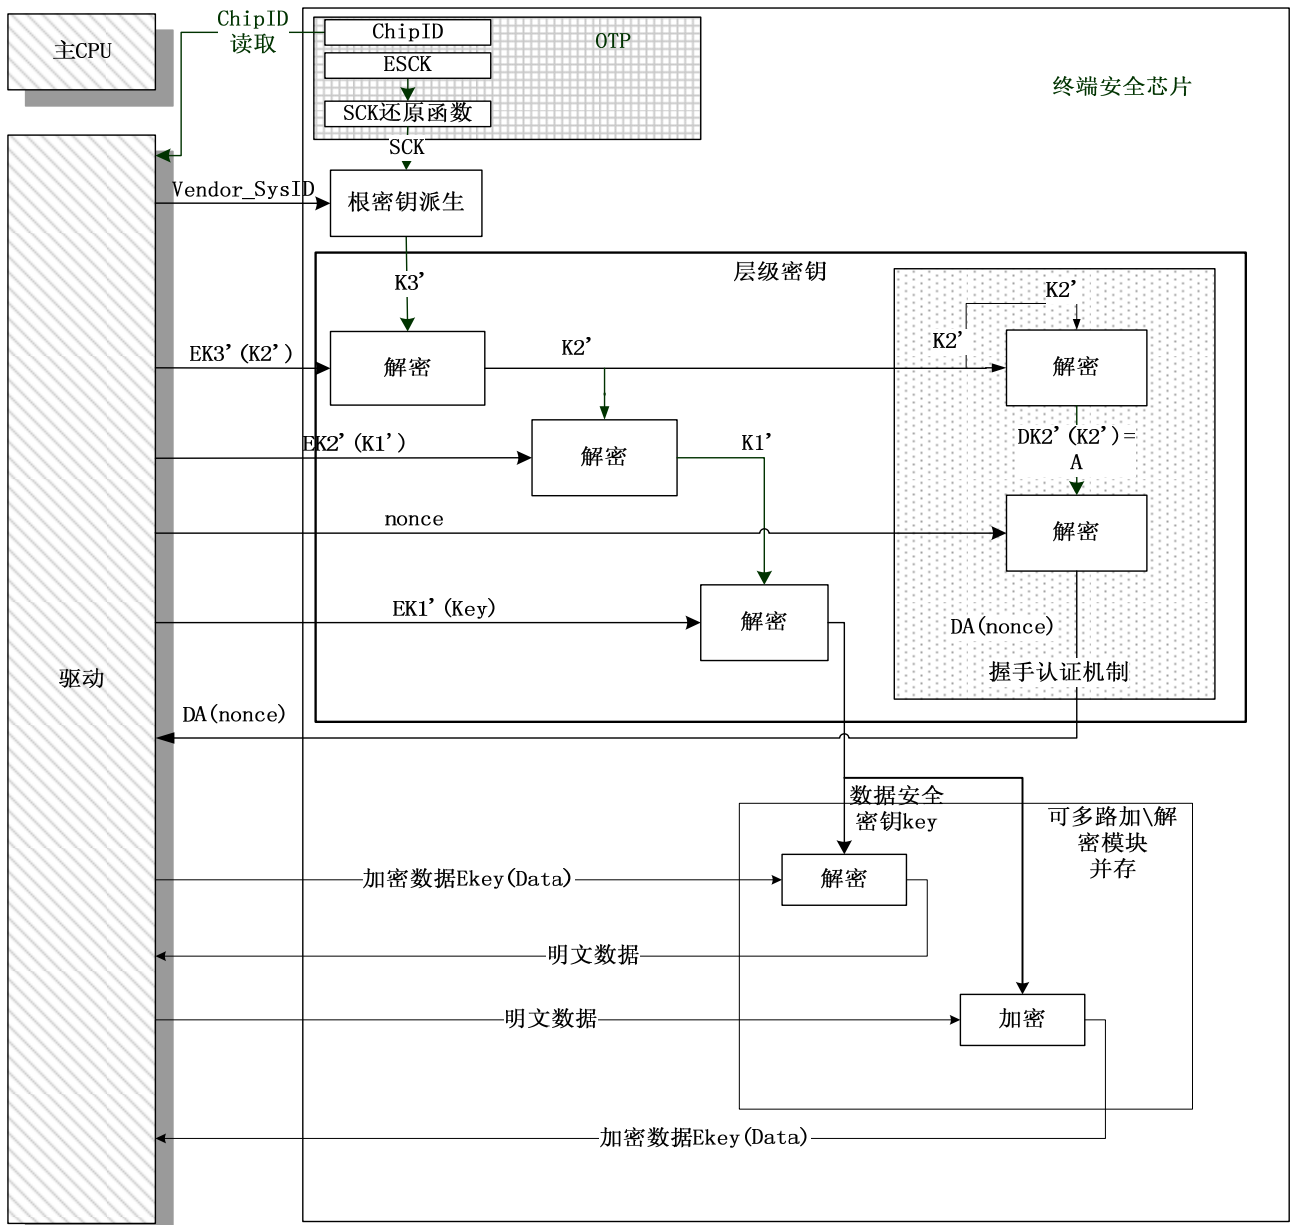 主CPU
ChipID
读取
ChipID
OTP
ESCK
SCK还原函数
终端安全芯片
SCK
Vendor_SysID
根密钥派生
层级密钥
K3'
K2'
EK3'(K2')
解密
K2'
K2'
解密
EK2'(K1')
解密
K1'
DK2'(K2')=
A
nonce
解密
EK1'(Key)
解密
DA(nonce)
握手认证机制
驱动
DA(nonce)
数据安全
密钥key
可多路加\解
密模块
并存
加密数据Ekey(Data)
解密
明文数据
明文数据
加密
加密数据Ekey(Data)